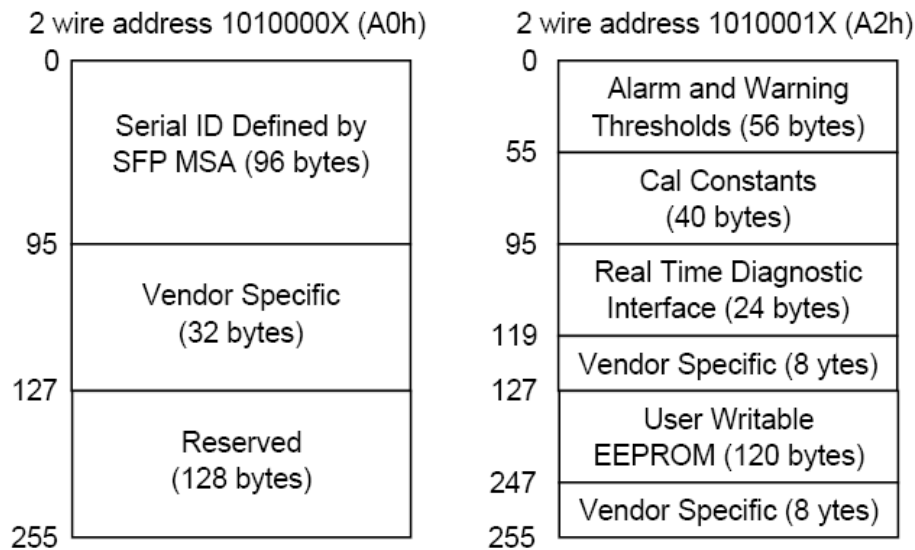 2 wire address 1010000X (A0h)
0
Serial ID Defined by
SFP MSA (96 bytes)
95
Vendor Specific
(32 bytes)
127
Reserved
(128 bytes)
255
2 wire address 1010001X (A2h)
0
Alarm and Warning
Thresholds (56 bytes)
55
Cal Constants
(40 bytes)
95
Real Time Diagnostic
Interface (24 bytes)
119
Vendor Specific (8 ytes)
127
User Writable
EEPROM (120 bytes)
247
Vendor Specific (8 ytes)
255